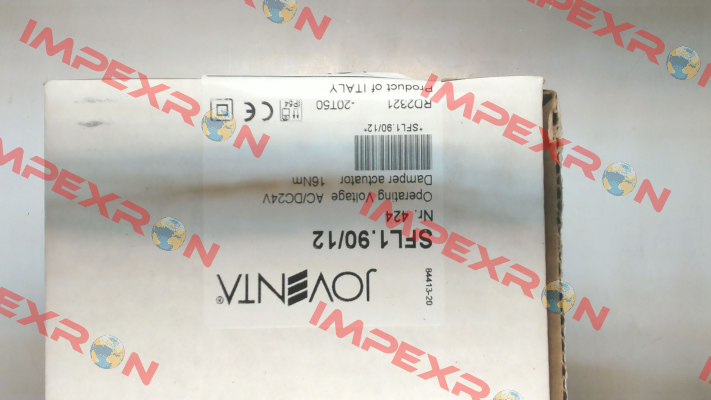 JOVENTA®
84413-20
SFL1.90/12
Nr. 424
Operating Voltage AC/DC24V
Damper actuator 16Nm
*SFL1.90/12*
RD2321 -20T50 IP54 CE
Product of ITALY
IMPEXRON
IMPEXRON
IMPEXRON
IMPEXRON
IMPEXRON
IMPEXRON
IMPEXRON
IMPEXRON